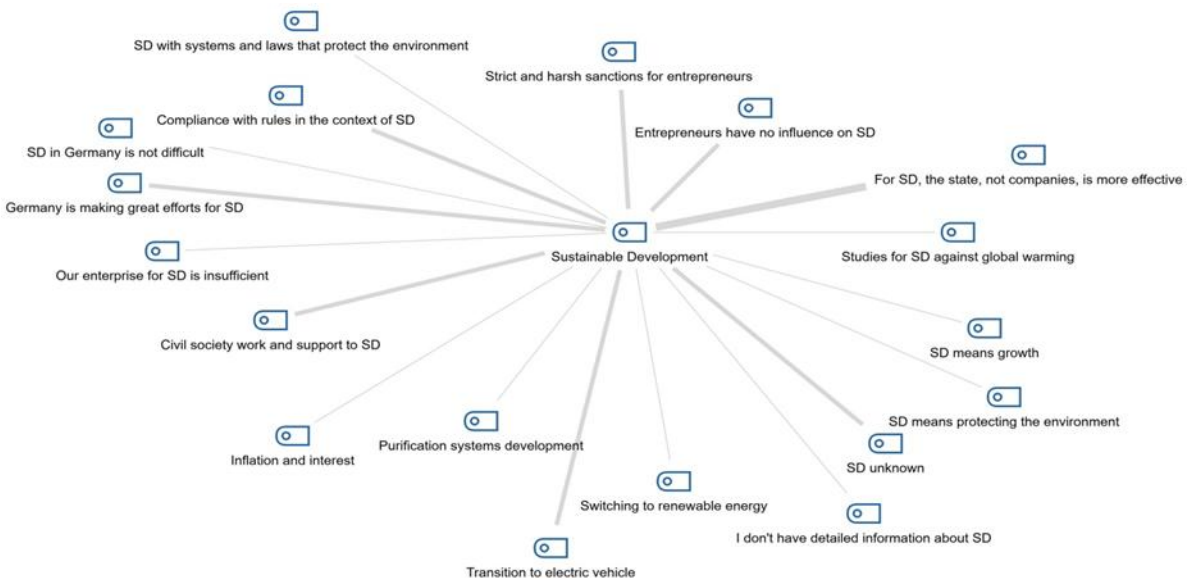 SD with systems and laws that protect the environment
Strict and harsh sanctions for entrepreneurs
Compliance with rules in the context of SD
Entrepreneurs have no influence on SD
SD in Germany is not difficult
For SD, the state, not companies, is more effective
Germany is making great efforts for SD
Sustainable Development
Studies for SD against global warming
Our enterprise for SD is insufficient
Civil society work and support to SD
SD means growth
SD means protecting the environment
Purification systems development
Inflation and interest
SD unknown
Switching to renewable energy
I don't have detailed information about SD
Transition to electric vehicle